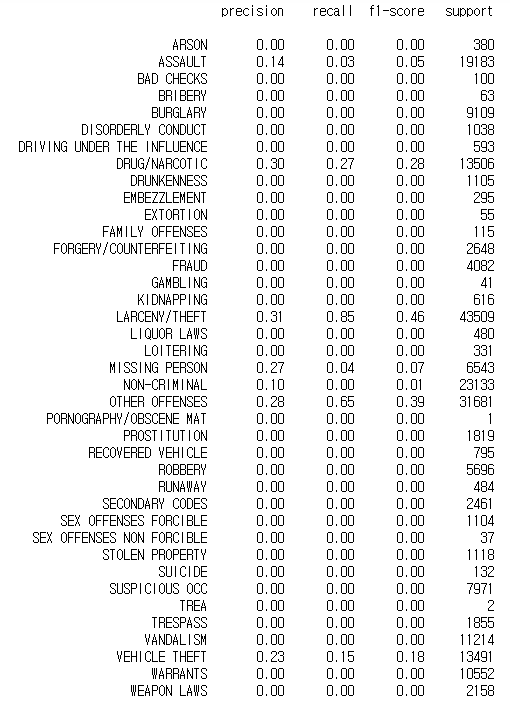 precision recall f1-score support
ARSON 0.00 0.00 0.00 380
ASSAULT 0.14 0.03 0.05 19183
BAD CHECKS 0.00 0.00 0.00 100
BRIBERY 0.00 0.00 0.00 63
BURGLARY 0.00 0.00 0.00 9109
DISORDERLY CONDUCT 0.00 0.00 0.00 1038
DRIVING UNDER THE INFLUENCE 0.00 0.00 0.00 593
DRUG/NARCOTIC 0.30 0.27 0.28 13506
DRUNKENNESS 0.00 0.00 0.00 1105
EMBEZZLEMENT 0.00 0.00 0.00 295
EXTORTION 0.00 0.00 0.00 55
FAMILY OFFENSES 0.00 0.00 0.00 115
FORGERY/COUNTERFEITING 0.00 0.00 0.00 2648
FRAUD 0.00 0.00 0.00 4082
GAMBLING 0.00 0.00 0.00 41
KIDNAPPING 0.00 0.00 0.00 616
LARCENY/THEFT 0.31 0.85 0.46 43509
LIQUOR LAWS 0.00 0.00 0.00 480
LOITERING 0.00 0.00 0.00 331
MISSING PERSON 0.27 0.04 0.07 6543
NON-CRIMINAL 0.10 0.00 0.01 23133
OTHER OFFENSES 0.28 0.65 0.39 31681
PORNOGRAPHY/OBSCENE MAT 0.00 0.00 0.00 1
PROSTITUTION 0.00 0.00 0.00 1819
RECOVERED VEHICLE 0.00 0.00 0.00 795
ROBBERY 0.00 0.00 0.00 5696
RUNAWAY 0.00 0.00 0.00 484
SECONDARY CODES 0.00 0.00 0.00 2461
SEX OFFENSES FORCIBLE 0.00 0.00 0.00 1104
SEX OFFENSES NON FORCIBLE 0.00 0.00 0.00 37
STOLEN PROPERTY 0.00 0.00 0.00 1118
SUICIDE 0.00 0.00 0.00 132
SUSPICIOUS OCC 0.00 0.00 0.00 7971
TREA 0.00 0.00 0.00 2
TRESPASS 0.00 0.00 0.00 1855
VANDALISM 0.00 0.00 0.00 11214
VEHICLE THEFT 0.23 0.15 0.18 13491
WARRANTS 0.00 0.00 0.00 10552
WEAPON LAWS 0.00 0.00 0.00 2158